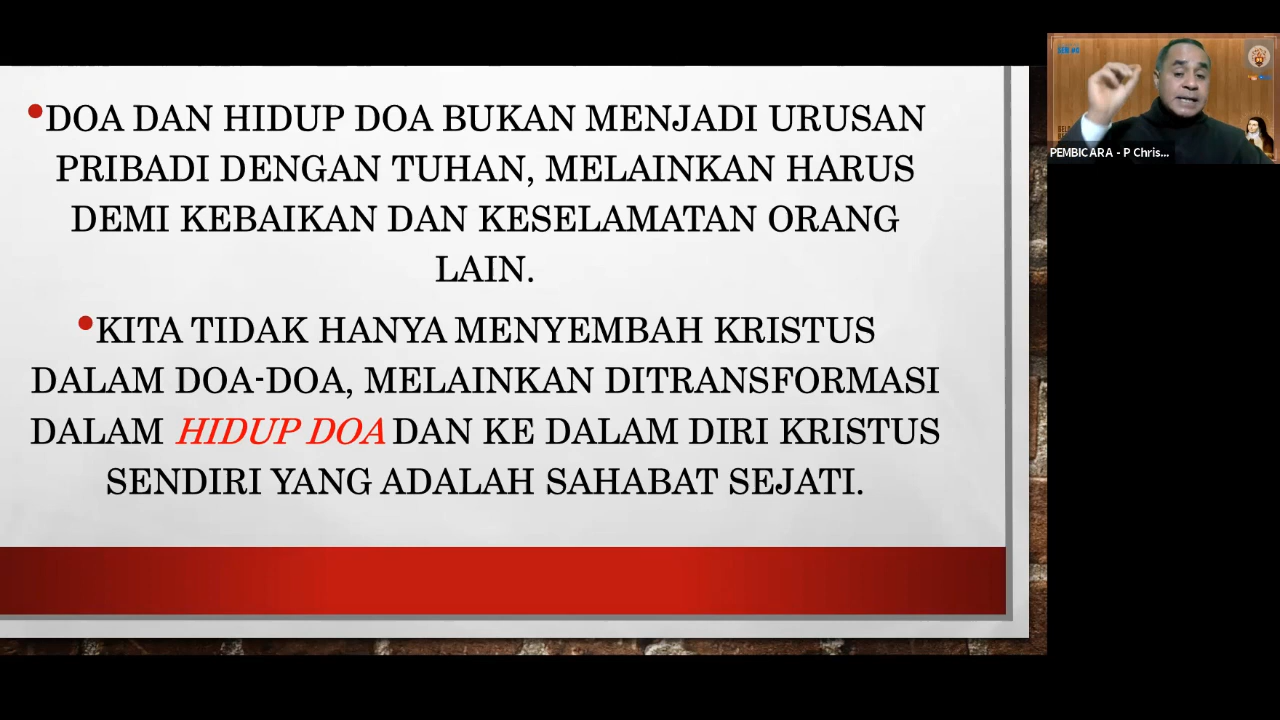 •DOA DAN HIDUP DOA BUKAN MENJADI URUSAN
PRIBADI DENGAN TUHAN, MELAINKAN HARUS
DEMI KEBAIKAN DAN KESELAMATAN ORANG
LAIN.
•KITA TIDAK HANYA MENYEMBAH KRISTUS
DALAM DOA-DOA, MELAINKAN DITRANSFORMASI
DALAM HIDUP DOA DAN KE DALAM DIRI KRISTUS
SENDIRI YANG ADALAH SAHABAT SEJATI.
PEMBICARA - P Chris...